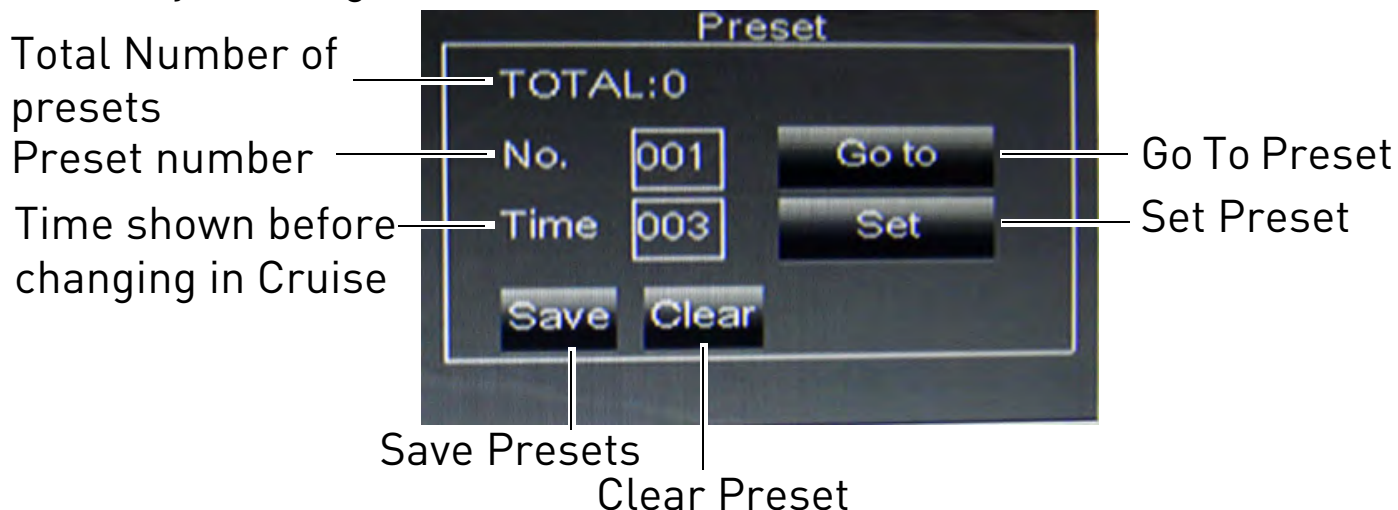 Preset
Total Number of
presets
TOTAL:0
Preset number
No. 001 Go to
Go To Preset
Time shown before
changing in Cruise
Time 003 Set
Set Preset
Save Clear
Save Presets
Clear Preset